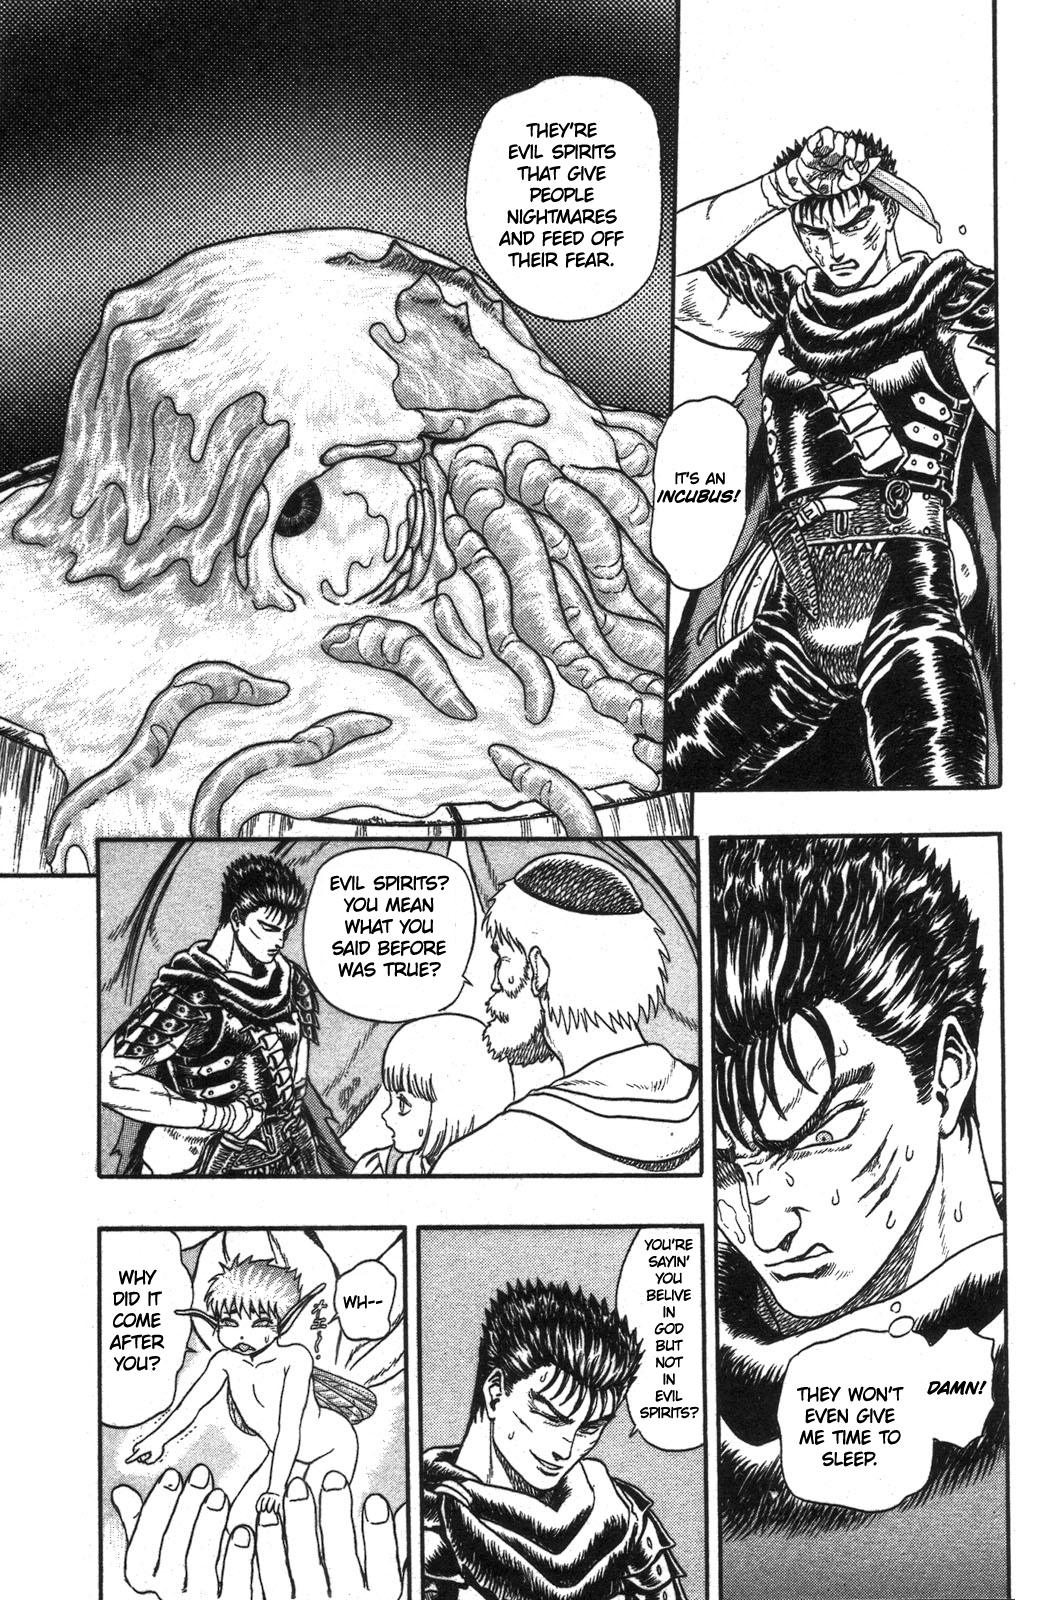 IT'S AN
INCUBUS!
THEY'RE
EVIL SPIRITS
THAT GIVE
PEOPLE
NIGHTMARES
AND FEED OFF
THEIR FEAR.
DAMN!
THEY WON'T
EVEN GIVE
ME TIME TO
SLEEP.
EVIL SPIRITS?
YOU MEAN
WHAT YOU
SAID BEFORE
WAS TRUE?
YOU'RE
SAYIN'
YOU
BELIVE
IN
GOD
BUT
NOT
IN
EVIL
SPIRITS?
WH--
WHY
DID IT
COME
AFTER
YOU?